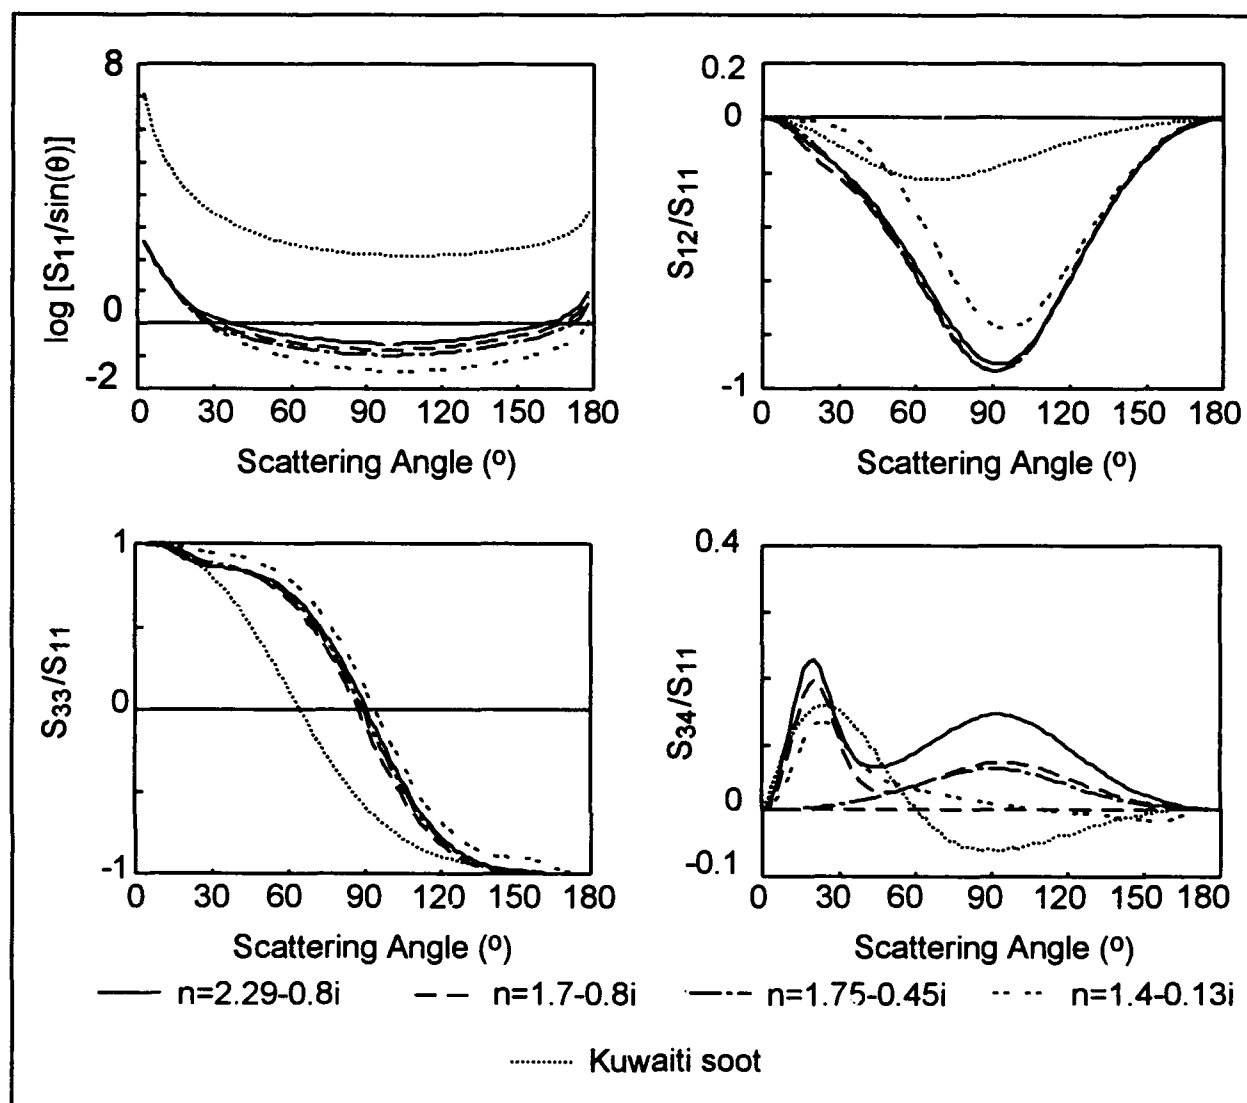 8
0
-2
log [S11/sin(θ)]
0 30 60 90 120 150 180
Scattering Angle (º)
0.2
0
-1
S12/S11
0 30 60 90 120 150 180
Scattering Angle (º)
1
0
-1
S33/S11
0 30 60 90 120 150 180
Scattering Angle (º)
0.4
0
-0.1
S34/S11
0 30 60 90 120 150 180
Scattering Angle (º)
n=2.29-0.8i n=1.7-0.8i n=1.75-0.45i n=1.4-0.13i
Kuwaiti soot